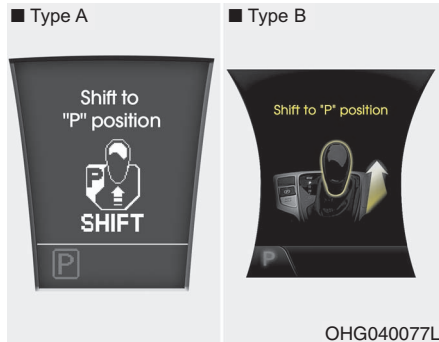 ■ Type A
Shift to
"P" position
P
SHIFT
P
■ Type B
Shift to "P" position
P
OHG040077L